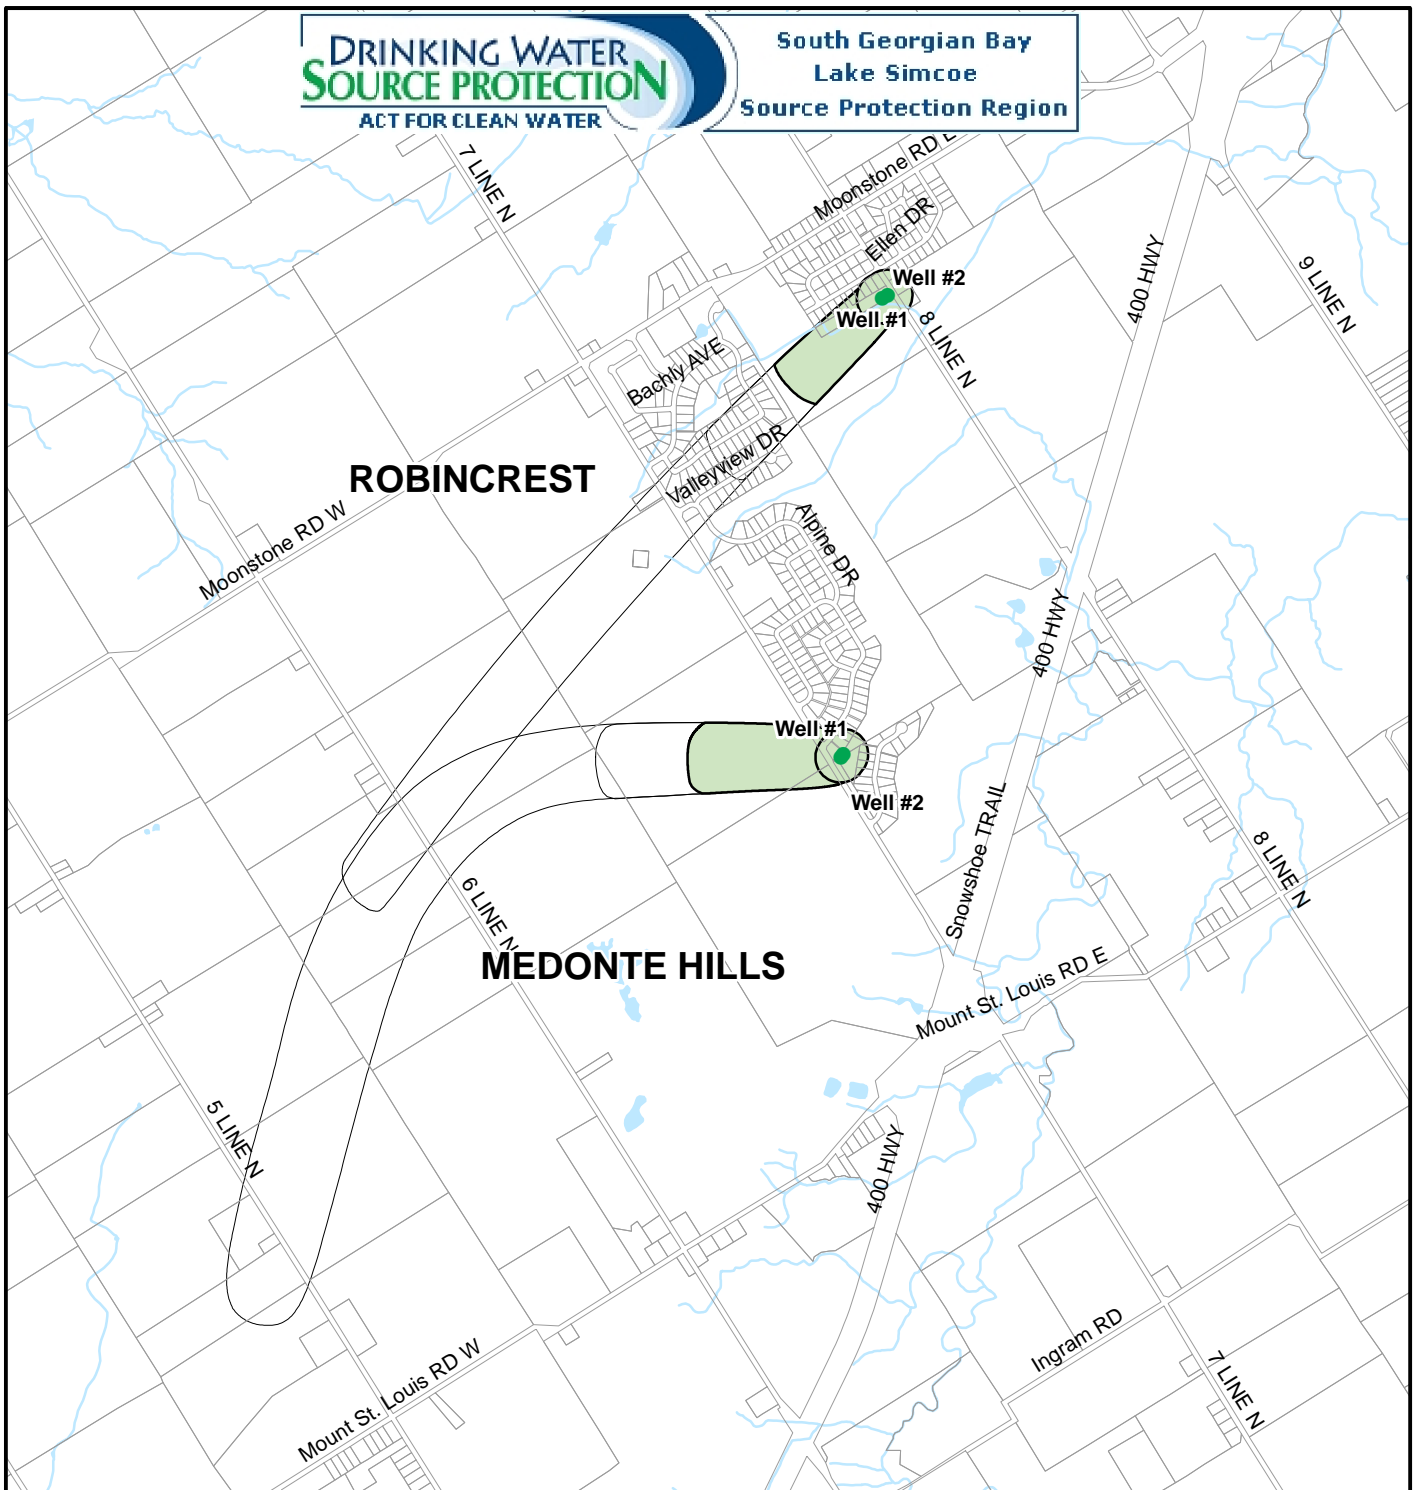 DRINKING WATER
SOURCE PROTECTION
ACT FOR CLEAN WATER
South Georgian Bay
Lake Simcoe
Source Protection Region
7 LINE N
Moonstone RD E
Ellen DR
400 HWY
9 LINE N
Well #2
Well #1
8 LINE N
Bachly AVE
Valleyview DR
ROBINCREST
Moonstone RD W
Alpine DR
400 HWY
Well #1
Well #2
Snowshoe TRAIL
8 LINE N
6 LINE N
MEDONTE HILLS
Mount St. Louis RD E
5 LINE N
400 HWY
Ingram RD
7 LINE N
Mount St. Louis RD W